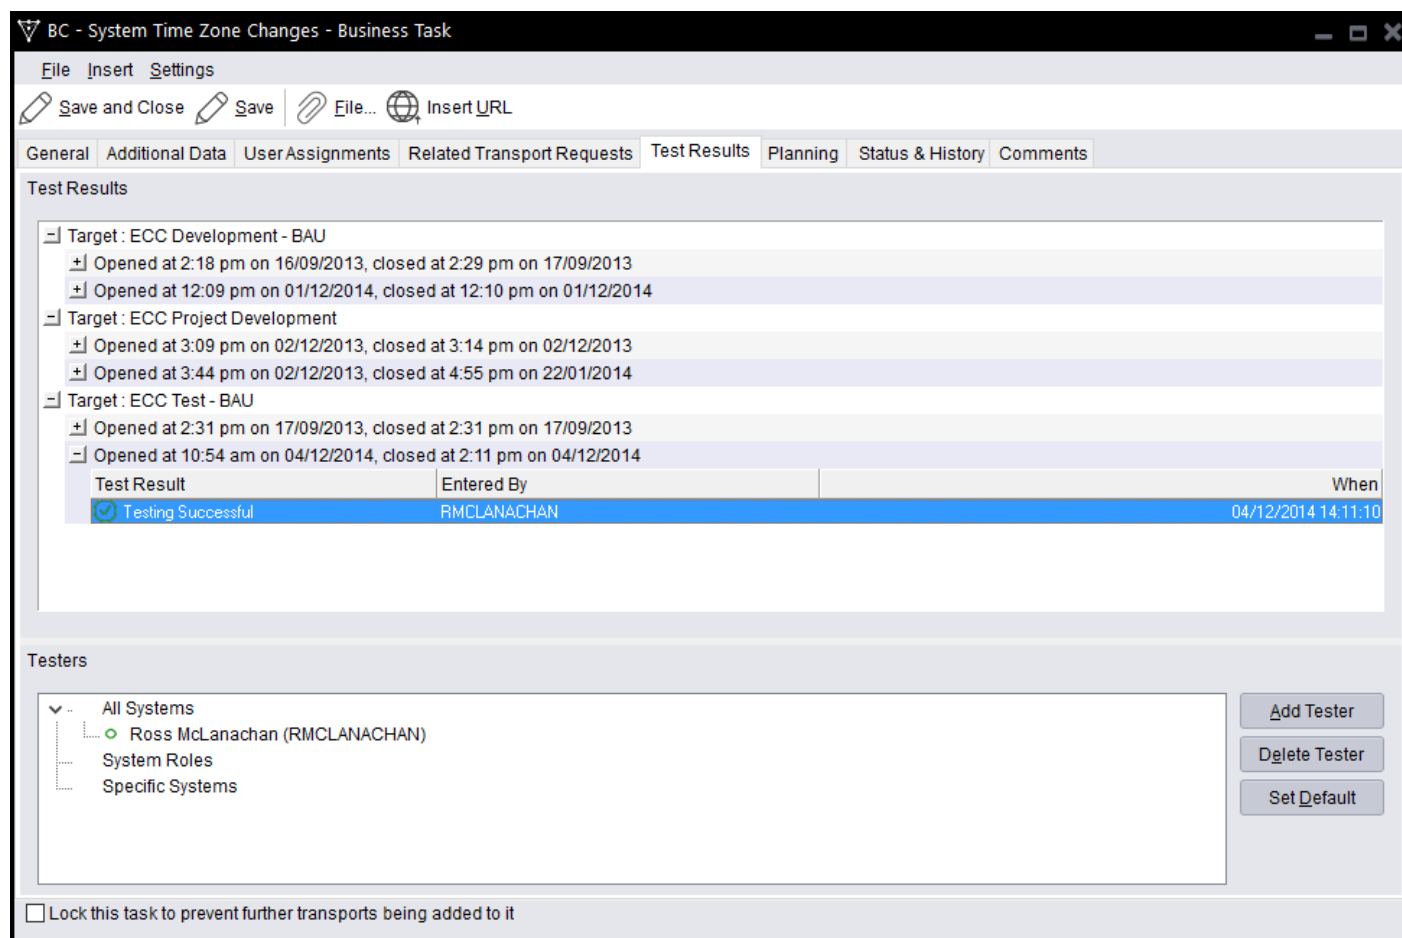 BC - System Time Zone Changes - Business Task
File Insert Settings
Save and Close Save File... Insert URL
General Additional Data User Assignments Related Transport Requests Test Results Planning Status & History Comments
Test Results
Target : ECC Development - BAU
Opened at 2:18 pm on 16/09/2013, closed at 2:29 pm on 17/09/2013
Opened at 12:09 pm on 01/12/2014, closed at 12:10 pm on 01/12/2014
Target : ECC Project Development
Opened at 3:09 pm on 02/12/2013, closed at 3:14 pm on 02/12/2013
Opened at 3:44 pm on 02/12/2013, closed at 4:55 pm on 22/01/2014
Target : ECC Test - BAU
Opened at 2:31 pm on 17/09/2013, closed at 2:31 pm on 17/09/2013
Opened at 10:54 am on 04/12/2014, closed at 2:11 pm on 04/12/2014
Test Result Entered By When
Testing Successful RMCLANACHAN 04/12/2014 14:11:10
Testers
All Systems
Ross McLanachan (RMCLANACHAN)
System Roles
Specific Systems
Add Tester
Delete Tester
Set Default
Lock this task to prevent further transports being added to it